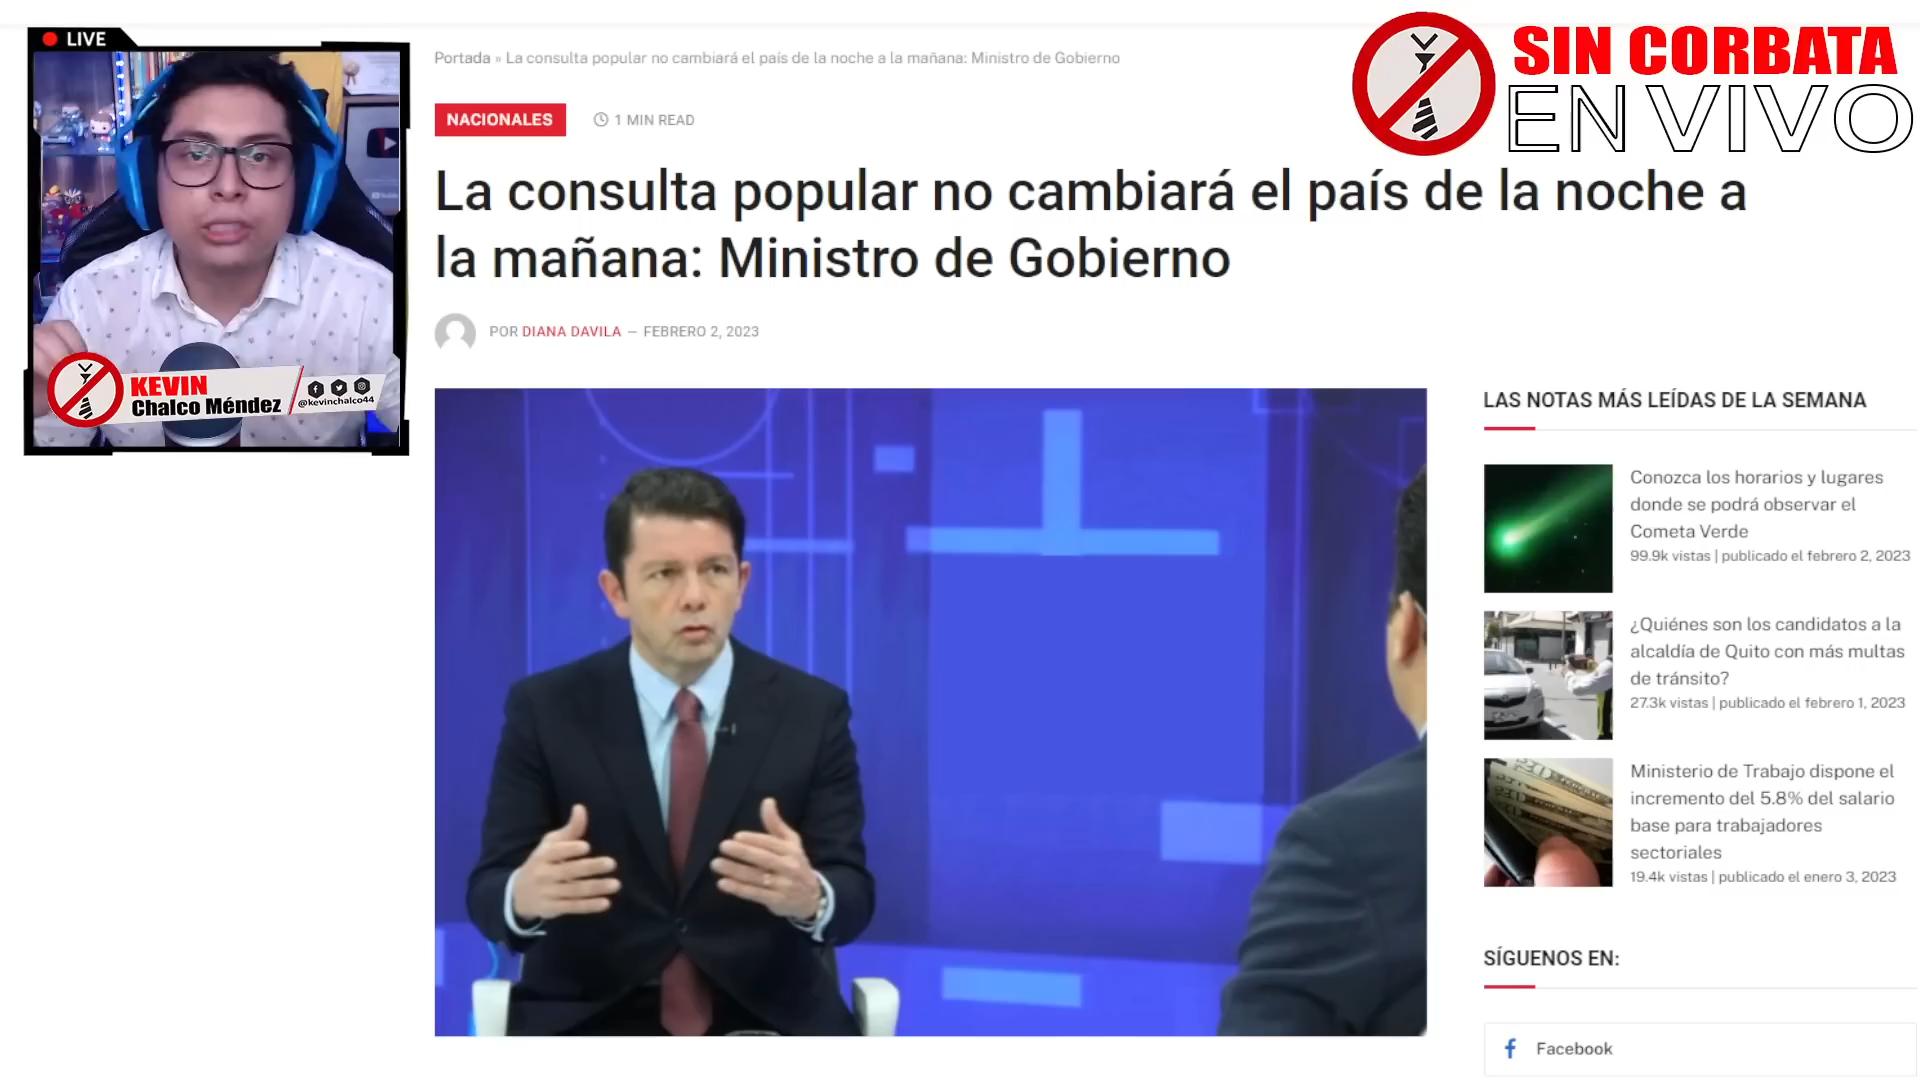 LIVE
KEVIN
Chalco Méndez
@kevinchalco44
SIN CORBATA
EN VIVO
Portada » La consulta popular no cambiará el país de la noche a la mañana: Ministro de Gobierno
NACIONALES
1 MIN READ
La consulta popular no cambiará el país de la noche a
la mañana: Ministro de Gobierno
POR DIANA DAVILA — FEBRERO 2, 2023
LAS NOTAS MÁS LEÍDAS DE LA SEMANA
Conozca los horarios y lugares
donde se podrá observar el
Cometa Verde
99.9k vistas | publicado el febrero 2, 2023
¿Quiénes son los candidatos a la
alcaldía de Quito con más multas
de tránsito?
27.3k vistas | publicado el febrero 1, 2023
Ministerio de Trabajo dispone el
incremento del 5.8% del salario
base para trabajadores
sectoriales
19.4k vistas | publicado el enero 3, 2023
SÍGUENOS EN:
Facebook